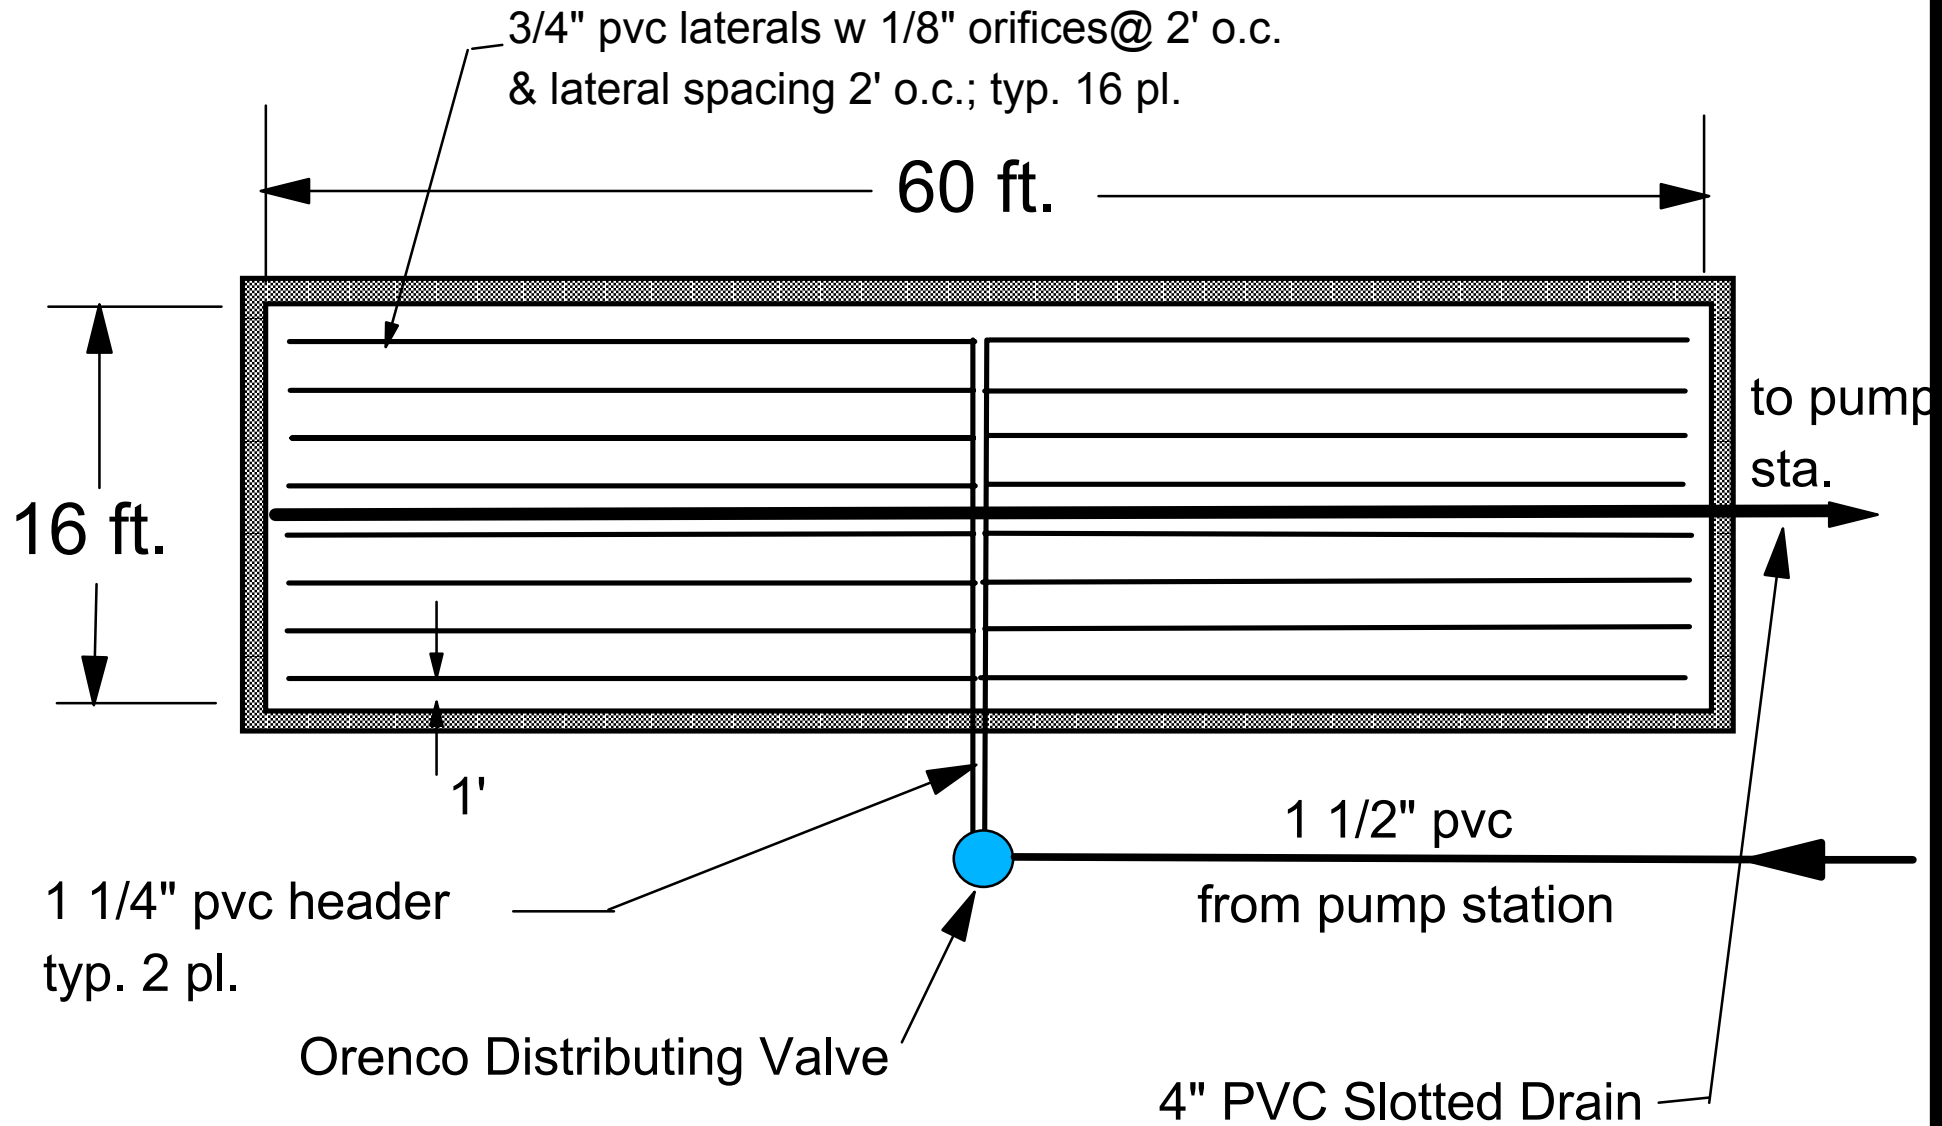 3/4" pvc laterals w 1/8" orifices@ 2' o.c.
& lateral spacing 2' o.c.; typ. 16 pl.
60 ft.
to pump
sta.
16 ft.
1'
1 1/2" pvc
1 1/4" pvc header
from pump station
typ. 2 pl.
Orenco Distributing Valve
4" PVC Slotted Drain